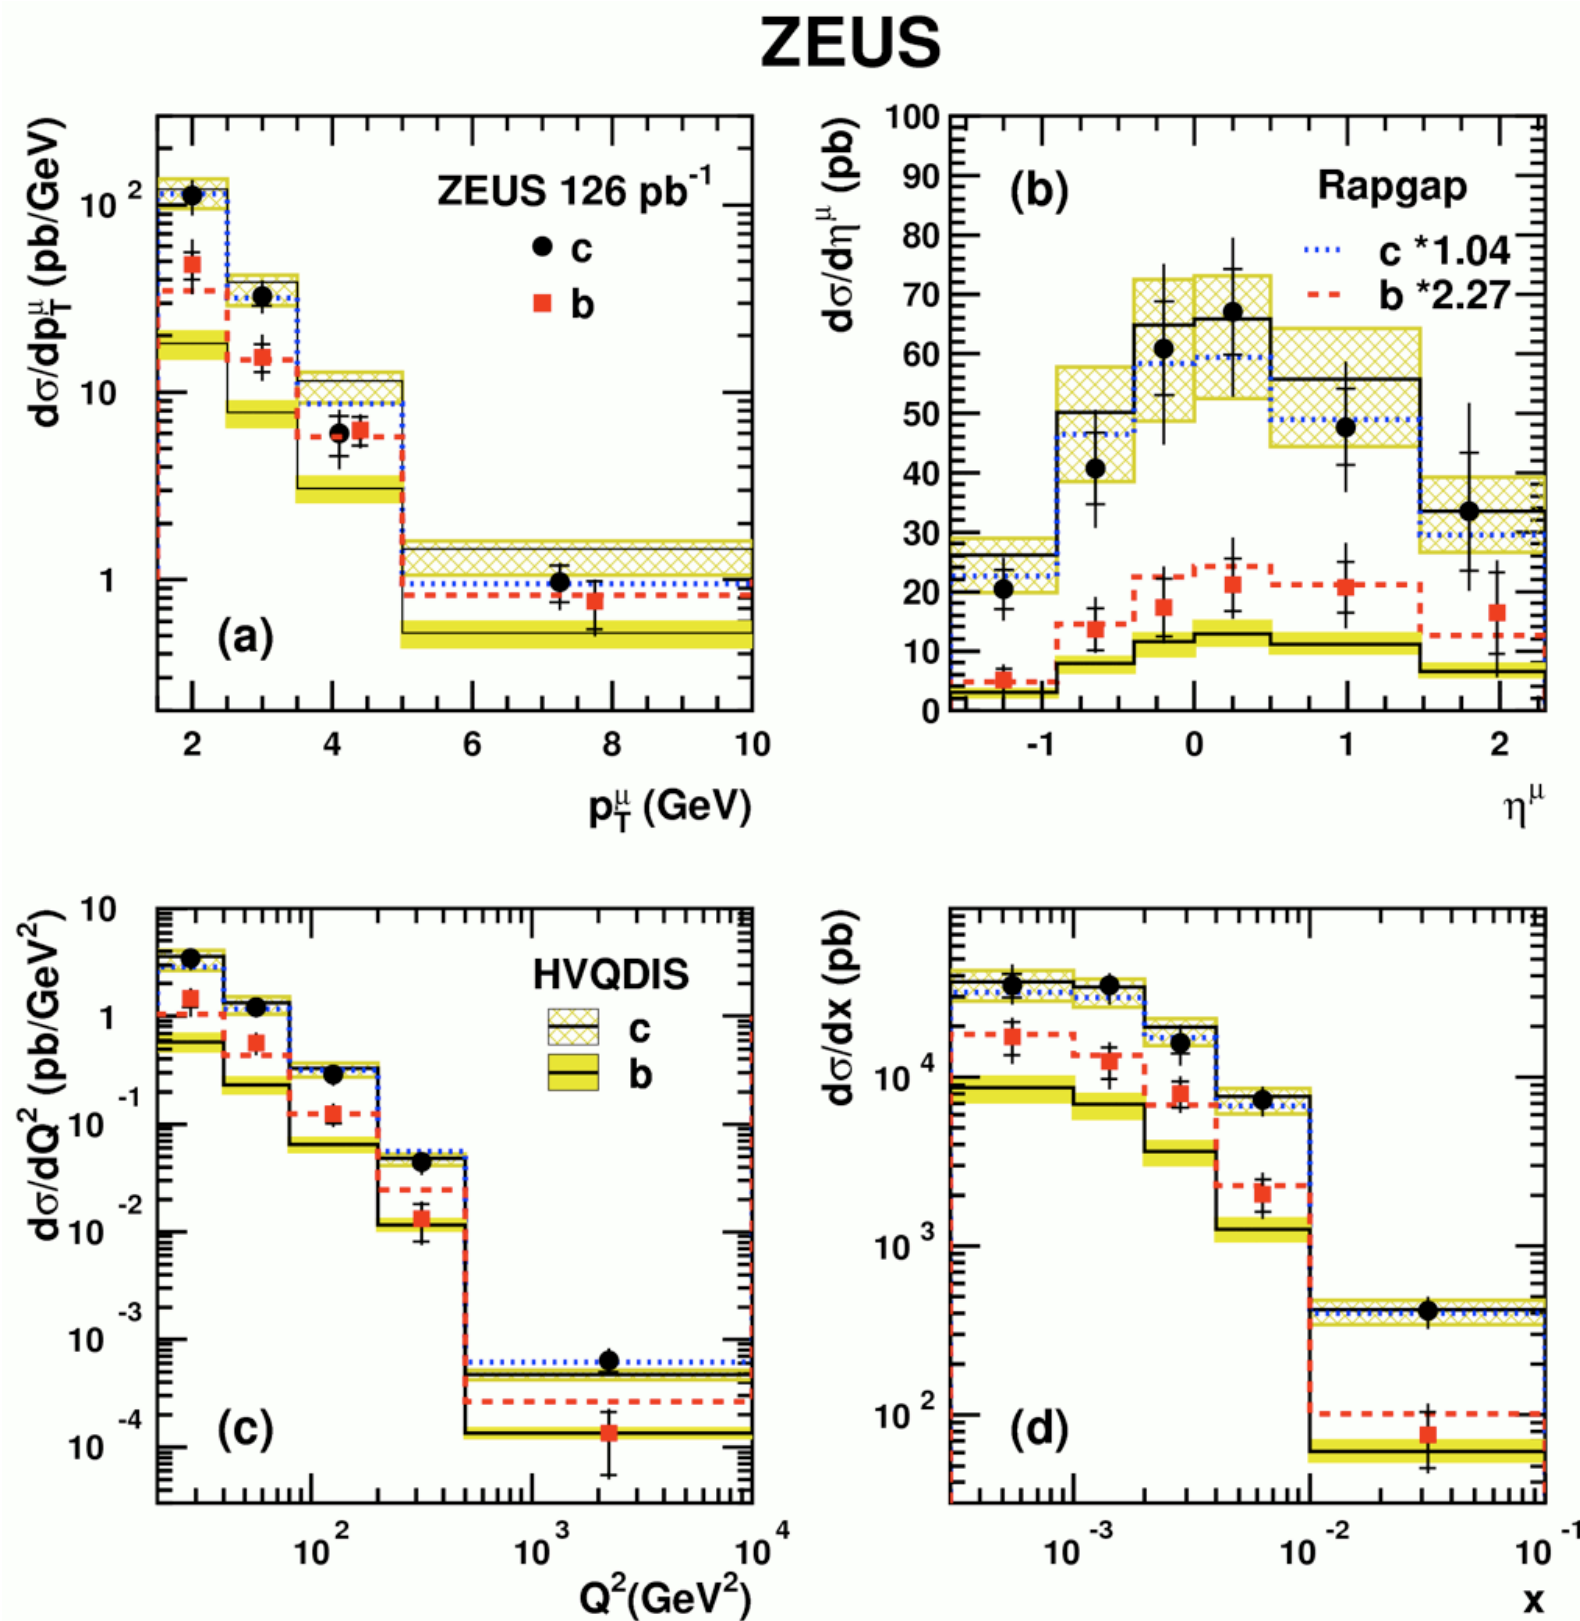 ZEUS
dσ/dp_T^μ (pb/GeV)
10^2
10
1
ZEUS 126 pb^-1
c
b
(a)
2 4 6 8 10
p_T^μ (GeV)
dσ/dη^μ (pb)
100
90
80
70
60
50
40
30
20
10
0
(b)
Rapgap
c *1.04
b *2.27
-1 0 1 2
η^μ
dσ/dQ^2 (pb/GeV^2)
10
1
10^-1
10^-2
10^-3
10^-4
HVQDIS
c
b
(c)
10^2 10^3 10^4
Q^2(GeV^2)
dσ/dx (pb)
10^4
10^3
10^2
(d)
10^-3 10^-2 10^-1
x